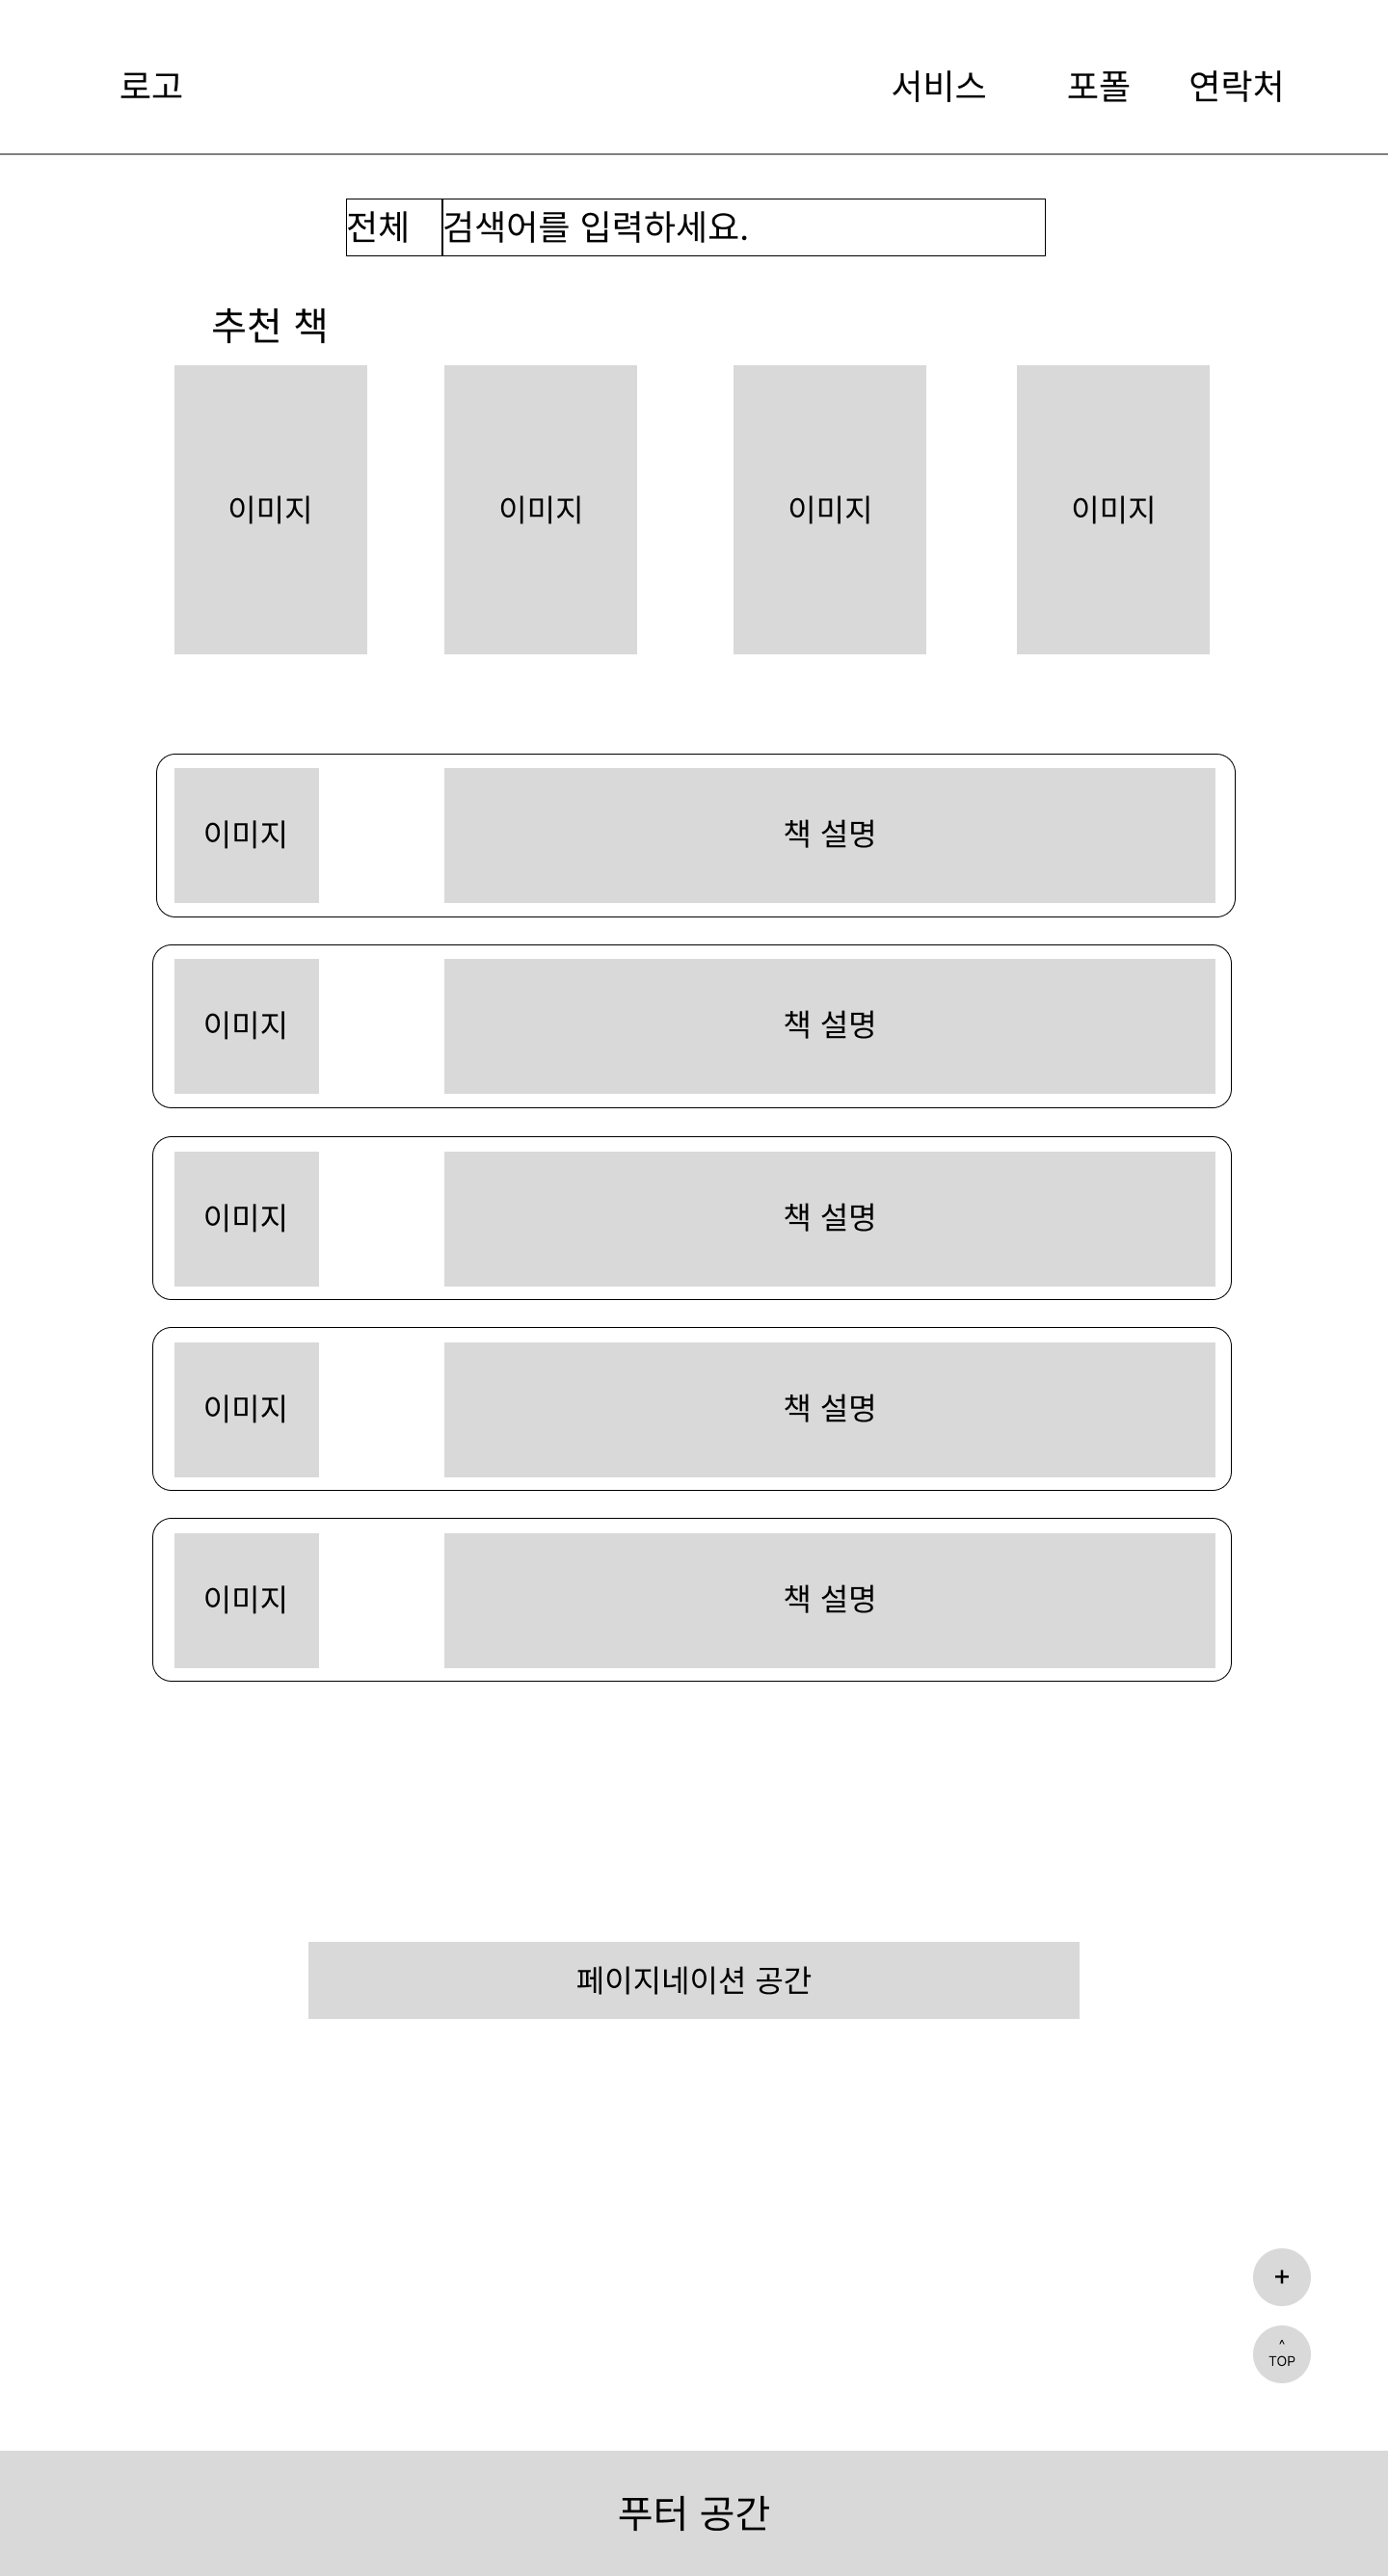 로고 서비스 포폴 연락처
전체 검색어를 입력하세요.
추천 책
이미지 이미지 이미지 이미지
이미지 책 설명
이미지 책 설명
이미지 책 설명
이미지 책 설명
이미지 책 설명
페이지네이션 공간
+
^
TOP
푸터 공간